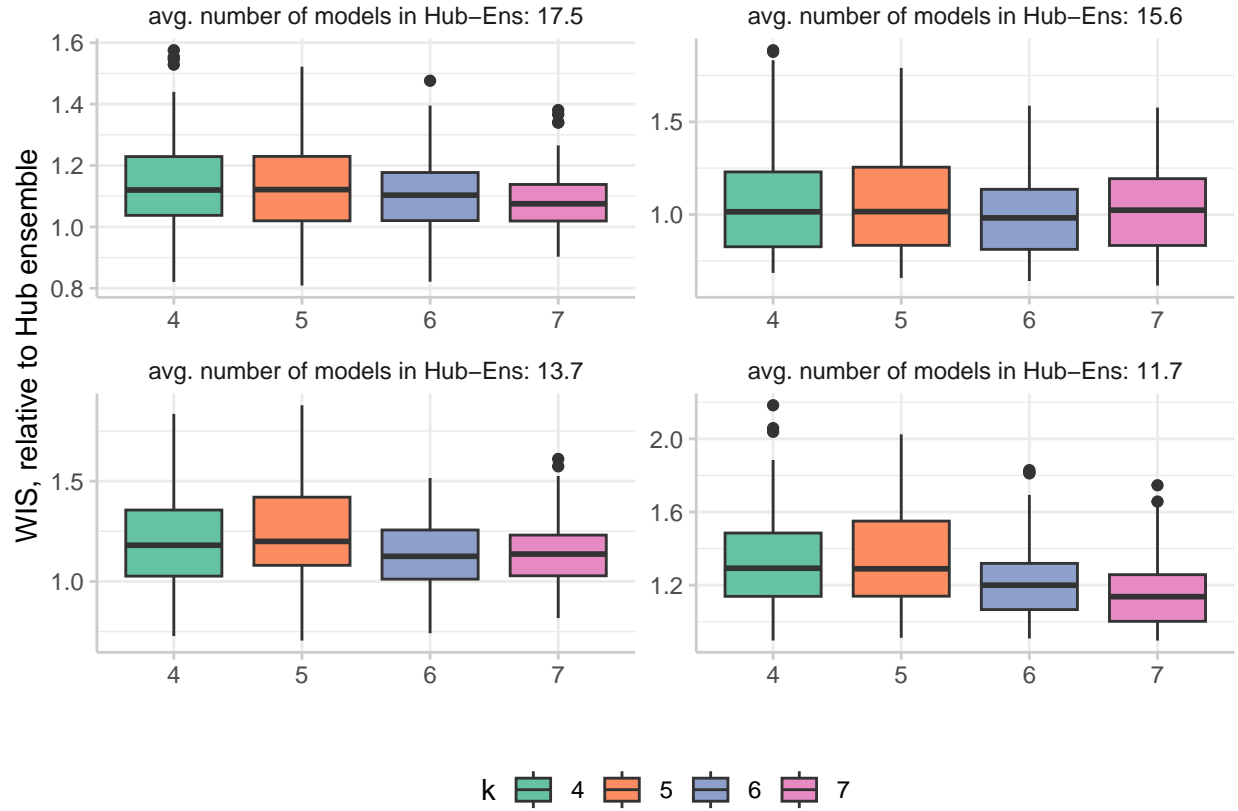 avg. number of models in Hub−Ens: 17.5
avg. number of models in Hub−Ens: 15.6
WIS, relative to Hub ensemble
1.6
1.4
1.2
1.0
0.8
4 5 6 7
1.5
1.0
4 5 6 7
avg. number of models in Hub−Ens: 13.7
avg. number of models in Hub−Ens: 11.7
1.5
1.0
4 5 6 7
2.0
1.6
1.2
4 5 6 7
k 4 5 6 7